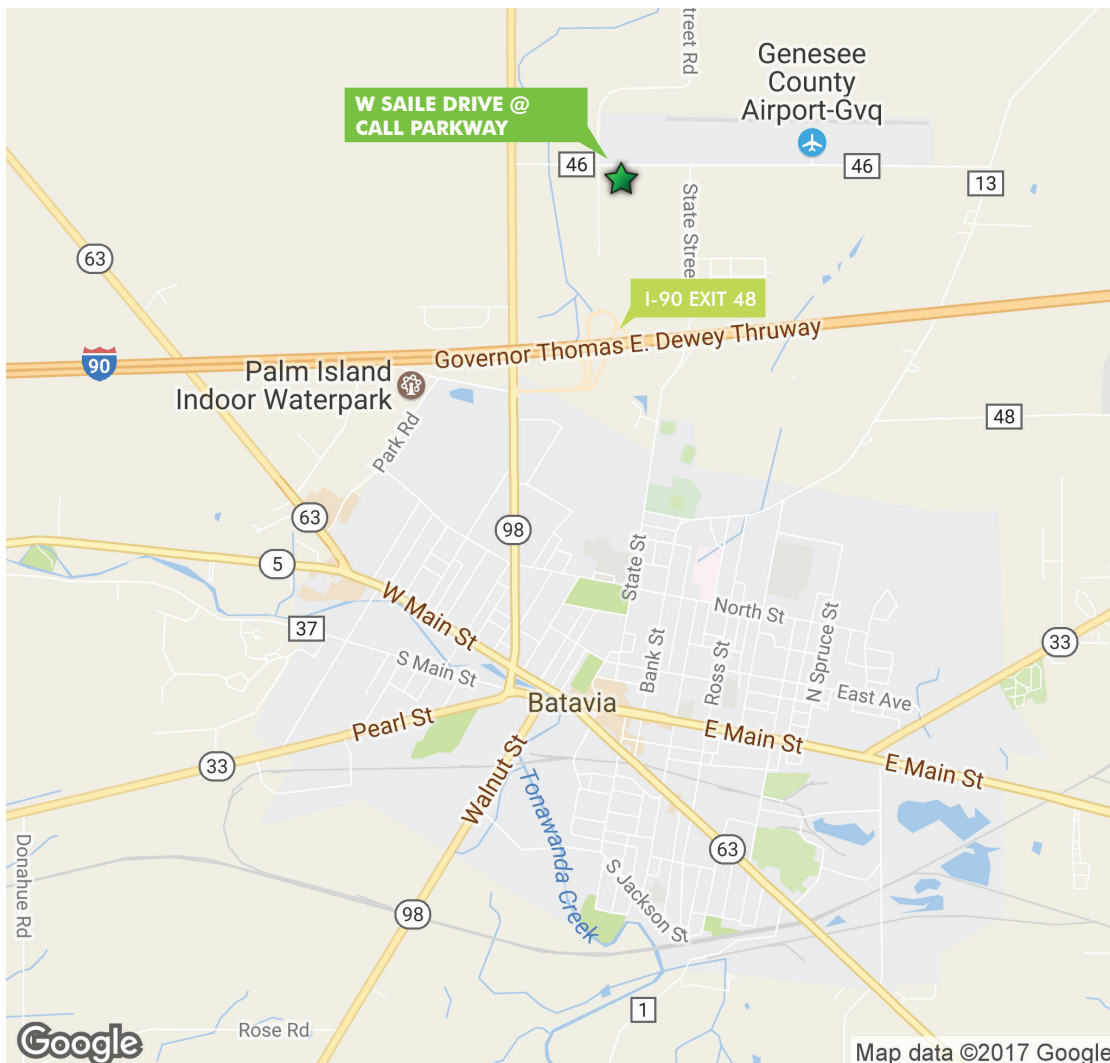 treet Rd
Genesee
County
Airport-Gvq
W SAILE DRIVE @
CALL PARKWAY
46
46
13
State Stree
63
I-90 EXIT 48
Governor Thomas E. Dewey Thruway
90
Palm Island
Indoor Waterpark
Park Rd
48
63
98
5
State St
W Main St
North St
37
N Spruce St
33
S Main St
Bank St
Ross St
East Ave
Batavia
Pearl St
E Main St
E Main St
33
Walnut St
Tonawanda Creek
Donahue Rd
63
S Jackson St
98
1
Rose Rd
Google
Map data ©2017 Google